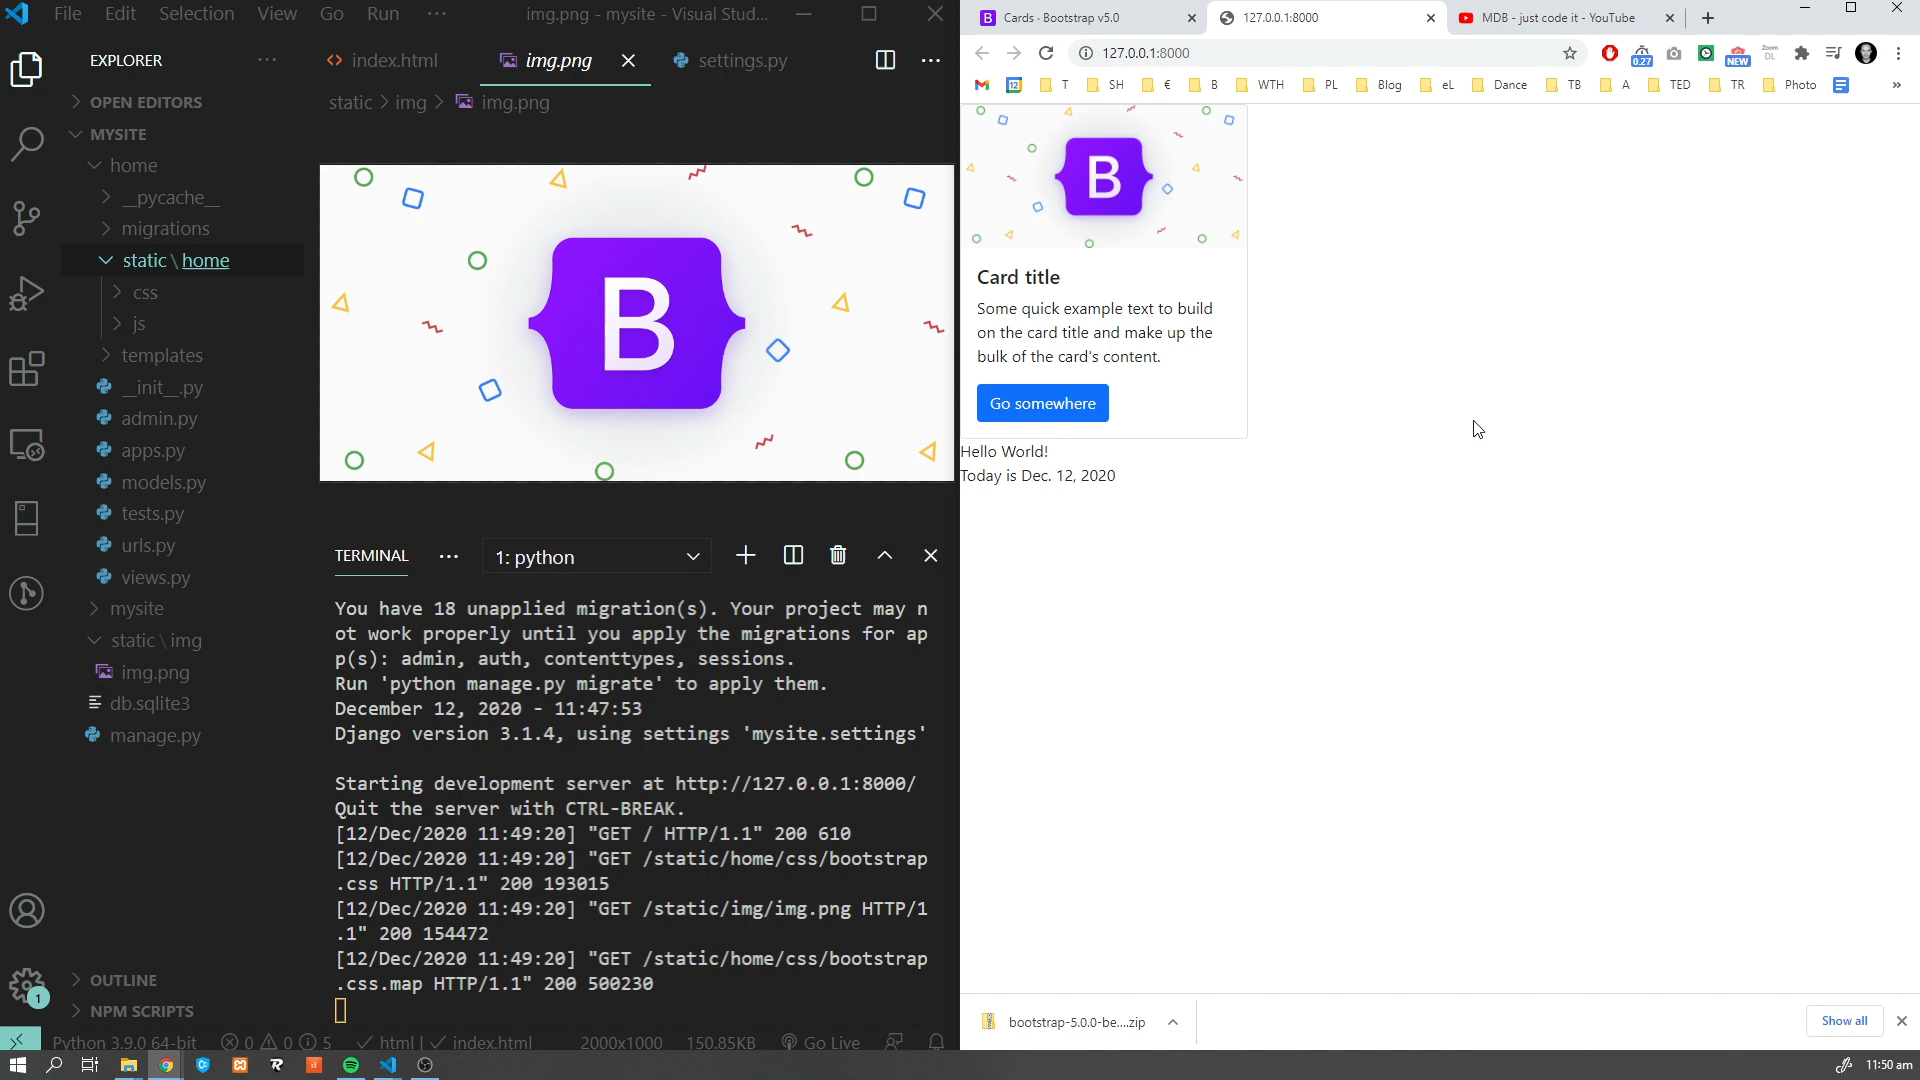 File Edit Selection View Go Run ··· img.png - mysite - Visual Stud...
EXPLORER ···
index.html
img.png
settings.py
OPEN EDITORS
static > img > img.png
MYSITE
home
__pycache__
migrations
static \ home
css
js
templates
__init__.py
admin.py
apps.py
models.py
tests.py
urls.py
views.py
mysite
static \ img
img.png
db.sqlite3
manage.py
OUTLINE
NPM SCRIPTS
1
B
TERMINAL ··· 1: python
You have 18 unapplied migration(s). Your project may n
ot work properly until you apply the migrations for ap
p(s): admin, auth, contenttypes, sessions.
Run 'python manage.py migrate' to apply them.
December 12, 2020 - 11:47:53
Django version 3.1.4, using settings 'mysite.settings'
Starting development server at http://127.0.0.1:8000/
Quit the server with CTRL-BREAK.
[12/Dec/2020 11:49:20] "GET / HTTP/1.1" 200 610
[12/Dec/2020 11:49:20] "GET /static/home/css/bootstrap
.css HTTP/1.1" 200 193015
[12/Dec/2020 11:49:20] "GET /static/img/img.png HTTP/1
.1" 200 154472
[12/Dec/2020 11:49:20] "GET /static/home/css/bootstrap
.css.map HTTP/1.1" 200 500230
Python 3.9.0 64-bit 0 0 5 html | index.html 2000x1000 150.85KB Go Live
B Cards · Bootstrap v5.0
127.0.0.1:8000
MDB - just code it - YouTube
127.0.0.1:8000
0.27
NEW
Zoom
DL
12 T SH € B WTH PL Blog eL Dance TB A TED TR Photo »
B
Card title
Some quick example text to build
on the card title and make up the
bulk of the card's content.
Go somewhere
Hello World!
Today is Dec. 12, 2020
bootstrap-5.0.0-be....zip
Show all
11:50 am